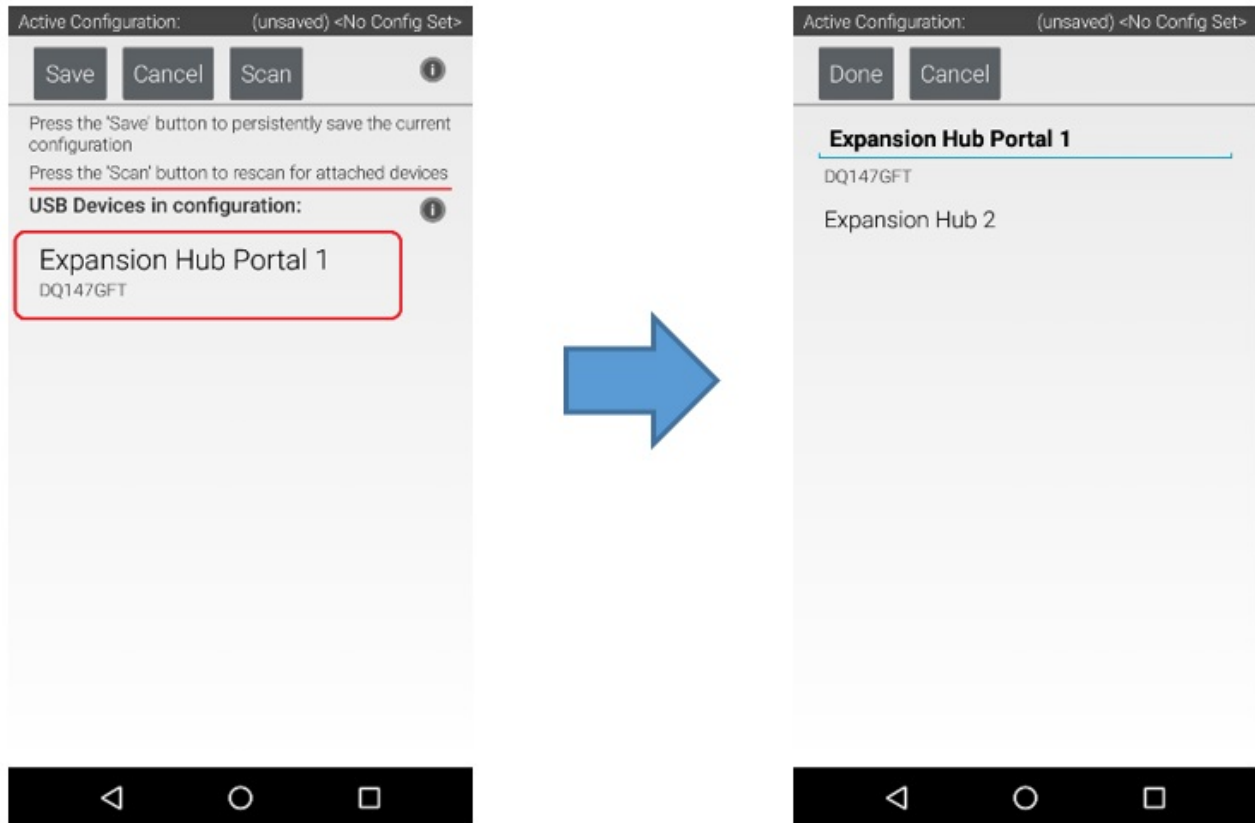 Active Configuration: (unsaved) <No Config Set>
Save Cancel Scan
Press the 'Save' button to persistently save the current
configuration
Press the 'Scan' button to rescan for attached devices
USB Devices in configuration:
Expansion Hub Portal 1
DQ147GFT
Active Configuration: (unsaved) <No Config Set>
Done Cancel
Expansion Hub Portal 1
DQ147GFT
Expansion Hub 2